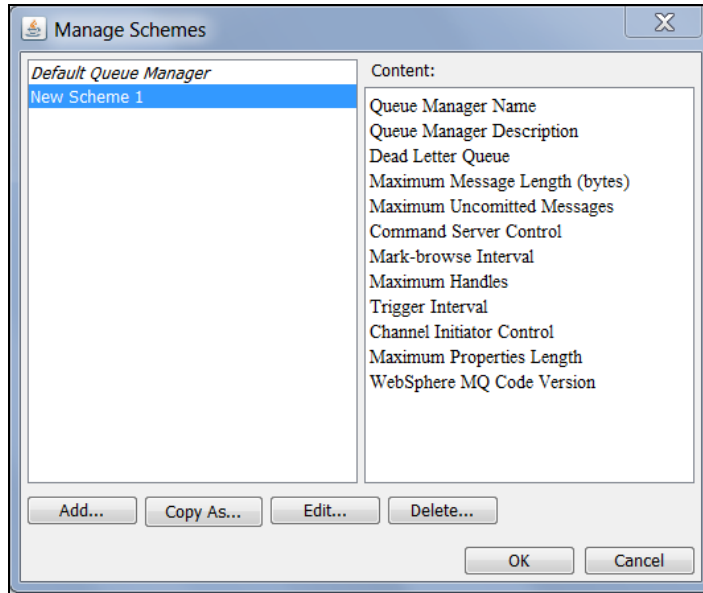 Manage Schemes
Default Queue Manager
New Scheme 1
Content:
Queue Manager Name
Queue Manager Description
Dead Letter Queue
Maximum Message Length (bytes)
Maximum Uncomitted Messages
Command Server Control
Mark-browse Interval
Maximum Handles
Trigger Interval
Channel Initiator Control
Maximum Properties Length
WebSphere MQ Code Version
Add... Copy As... Edit... Delete...
OK Cancel